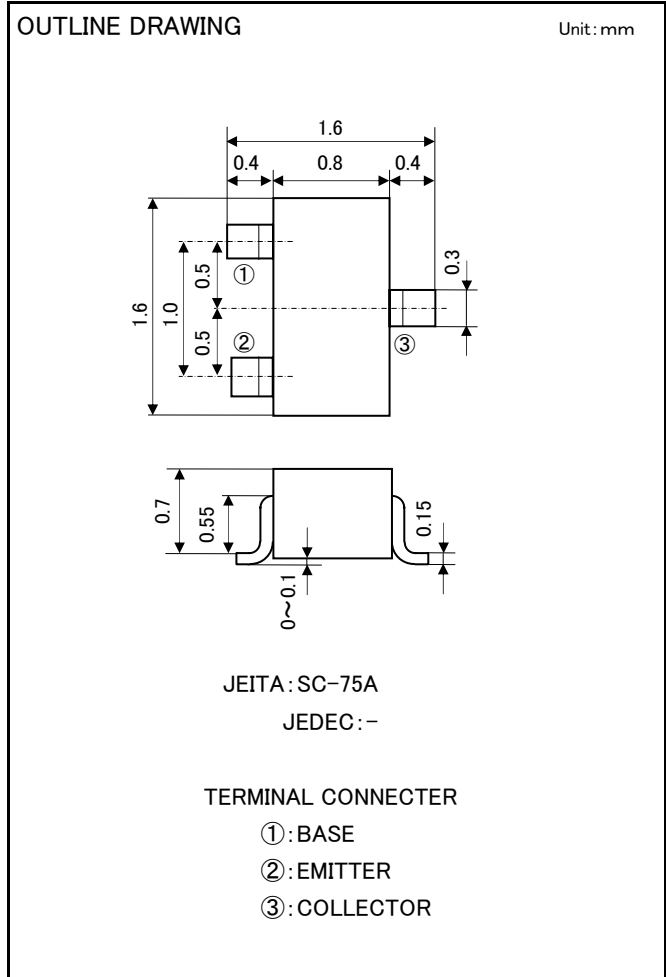 OUTLINE DRAWING Unit:mm
1.6
0.4 0.8 0.4
1.6
1.0
0.5
0.5
①
②
③
0.3
0.7
0.55
0.15
0~0.1
JEITA:SC-75A
JEDEC:-
TERMINAL CONNECTER
①:BASE
②:EMITTER
③:COLLECTOR